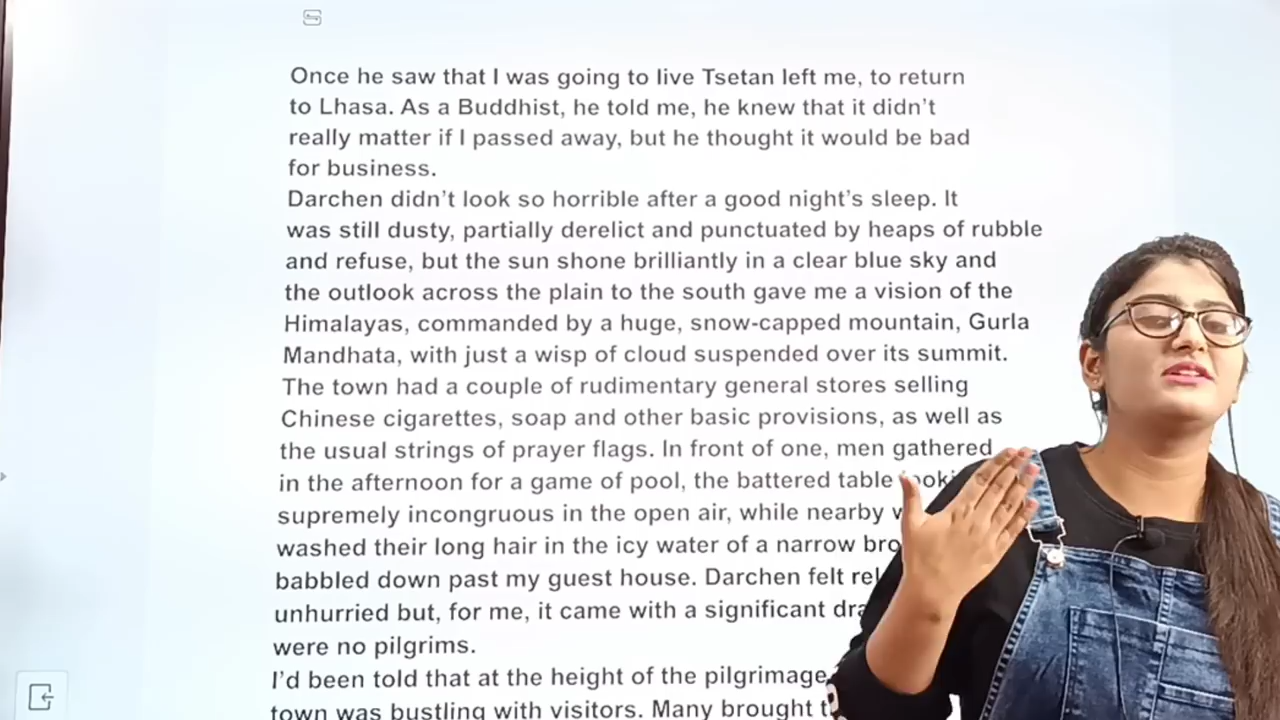 Once he saw that I was going to live Tsetan left me, to return
to Lhasa. As a Buddhist, he told me, he knew that it didn't
really matter if I passed away, but he thought it would be bad
for business.
Darchen didn't look so horrible after a good night's sleep. It
was still dusty, partially derelict and punctuated by heaps of rubble
and refuse, but the sun shone brilliantly in a clear blue sky and
the outlook across the plain to the south gave me a vision of the
Himalayas, commanded by a huge, snow-capped mountain, Gurla
Mandhata, with just a wisp of cloud suspended over its summit.
The town had a couple of rudimentary general stores selling
Chinese cigarettes, soap and other basic provisions, as well as
the usual strings of prayer flags. In front of one, men gathered
in the afternoon for a game of pool, the battered table
supremely incongruous in the open air, while nearby
washed their long hair in the icy water of a narrow
babbled down past my guest house. Darchen felt
unhurried but, for me, it came with a significant
were no pilgrims.
I'd been told that at the height of the pilgrimage
town was bustling with visitors. Many brought